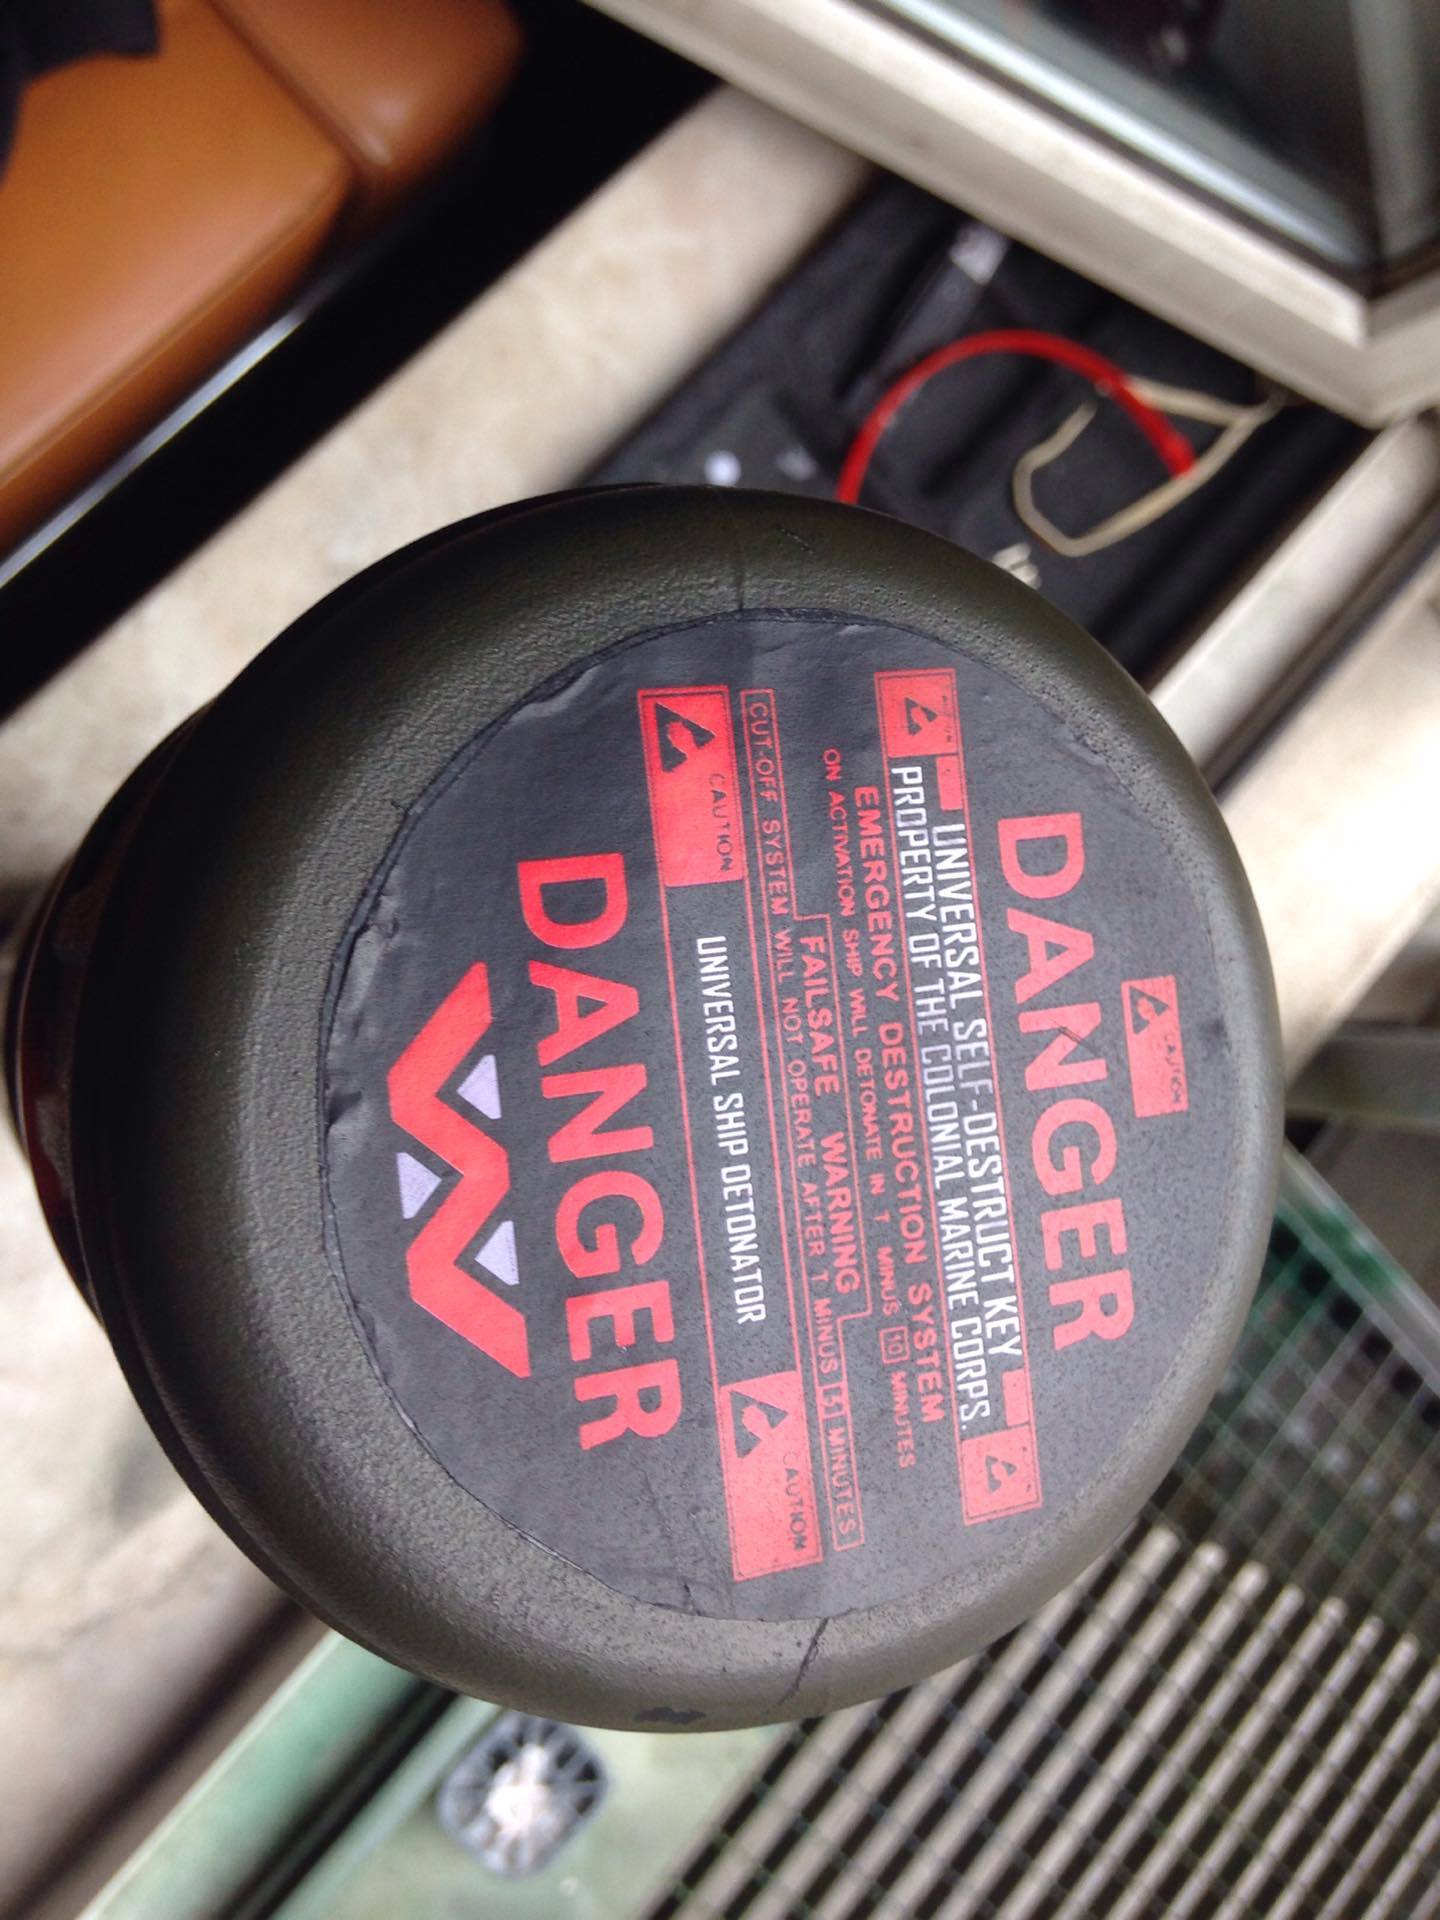 CAUTION
DANGER
UNIVERSAL SELF-DESTRUCT KEY
PROPERTY OF THE COLONIAL MARINE CORPS.
EMERGENCY DESTRUCTION SYSTEM
ON ACTIVATION SHIP WILL DETONATE IN T MINUS 10 MINUTES
FAILSAFE WARNING
CUT-OFF SYSTEM WILL NOT OPERATE AFTER T MINUS 5 MINUTES
CAUTION UNIVERSAL SHIP DETONATOR CAUTION
DANGER